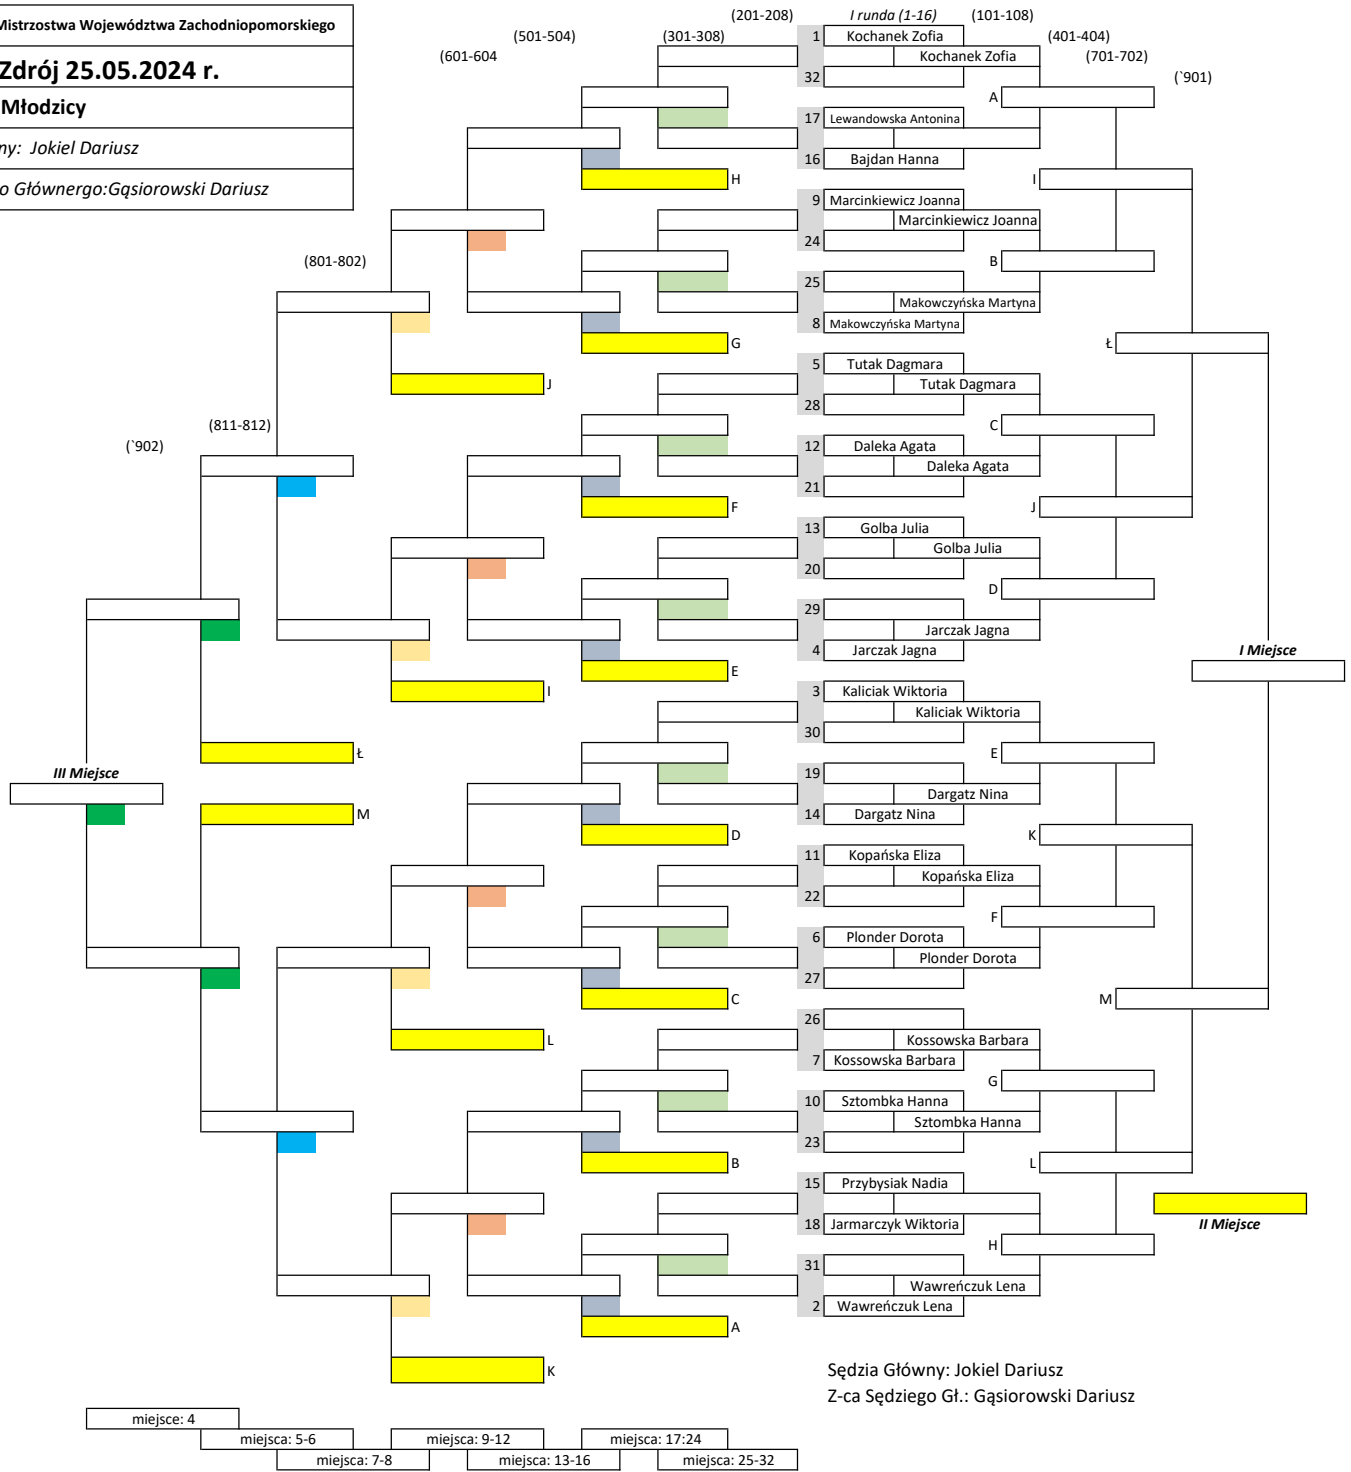 Mistrzostwa Województwa Zachodniopomorskiego
Zdrój 25.05.2024 r.
Młodzicy
ny: Jokiel Dariusz
o Głównergo:Gąsiorowski Dariusz
(201-208) I runda (1-16) (101-108)
(501-504) (301-308) 1 Kochanek Zofia (401-404)
(601-604 Kochanek Zofia (701-702)
32 (`901)
A
17 Lewandowska Antonina
16 Bajdan Hanna
H I
9 Marcinkiewicz Joanna
Marcinkiewicz Joanna
24
(801-802) B
25
Makowczyńska Martyna
8 Makowczyńska Martyna
G Ł
5 Tutak Dagmara
J Tutak Dagmara
28
(811-812) C
(`902) 12 Daleka Agata
Daleka Agata
21
F J
13 Golba Julia
Golba Julia
20
D
29
Jarczak Jagna
4 Jarczak Jagna I Miejsce
E
I 3 Kaliciak Wiktoria
Kaliciak Wiktoria
30
Ł E
III Miejsce 19
Dargatz Nina
M 14 Dargatz Nina
D K
11 Kopańska Eliza
Kopańska Eliza
22
F
6 Plonder Dorota
Plonder Dorota
27
C M
26
L Kossowska Barbara
7 Kossowska Barbara
G
10 Sztombka Hanna
Sztombka Hanna
23
B L
15 Przybysiak Nadia
18 Jarmarczyk Wiktoria II Miejsce
H
31
Wawreńczuk Lena
2 Wawreńczuk Lena
A
K Sędzia Główny: Jokiel Dariusz
Z-ca Sędziego Gł.: Gąsiorowski Dariusz
miejsce: 4
miejsca: 5-6 miejsca: 9-12 miejsca: 17:24
miejsca: 7-8 miejsca: 13-16 miejsca: 25-32